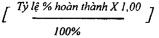 [ Tỷ lệ % hoàn thành X 1,00 ]
100%